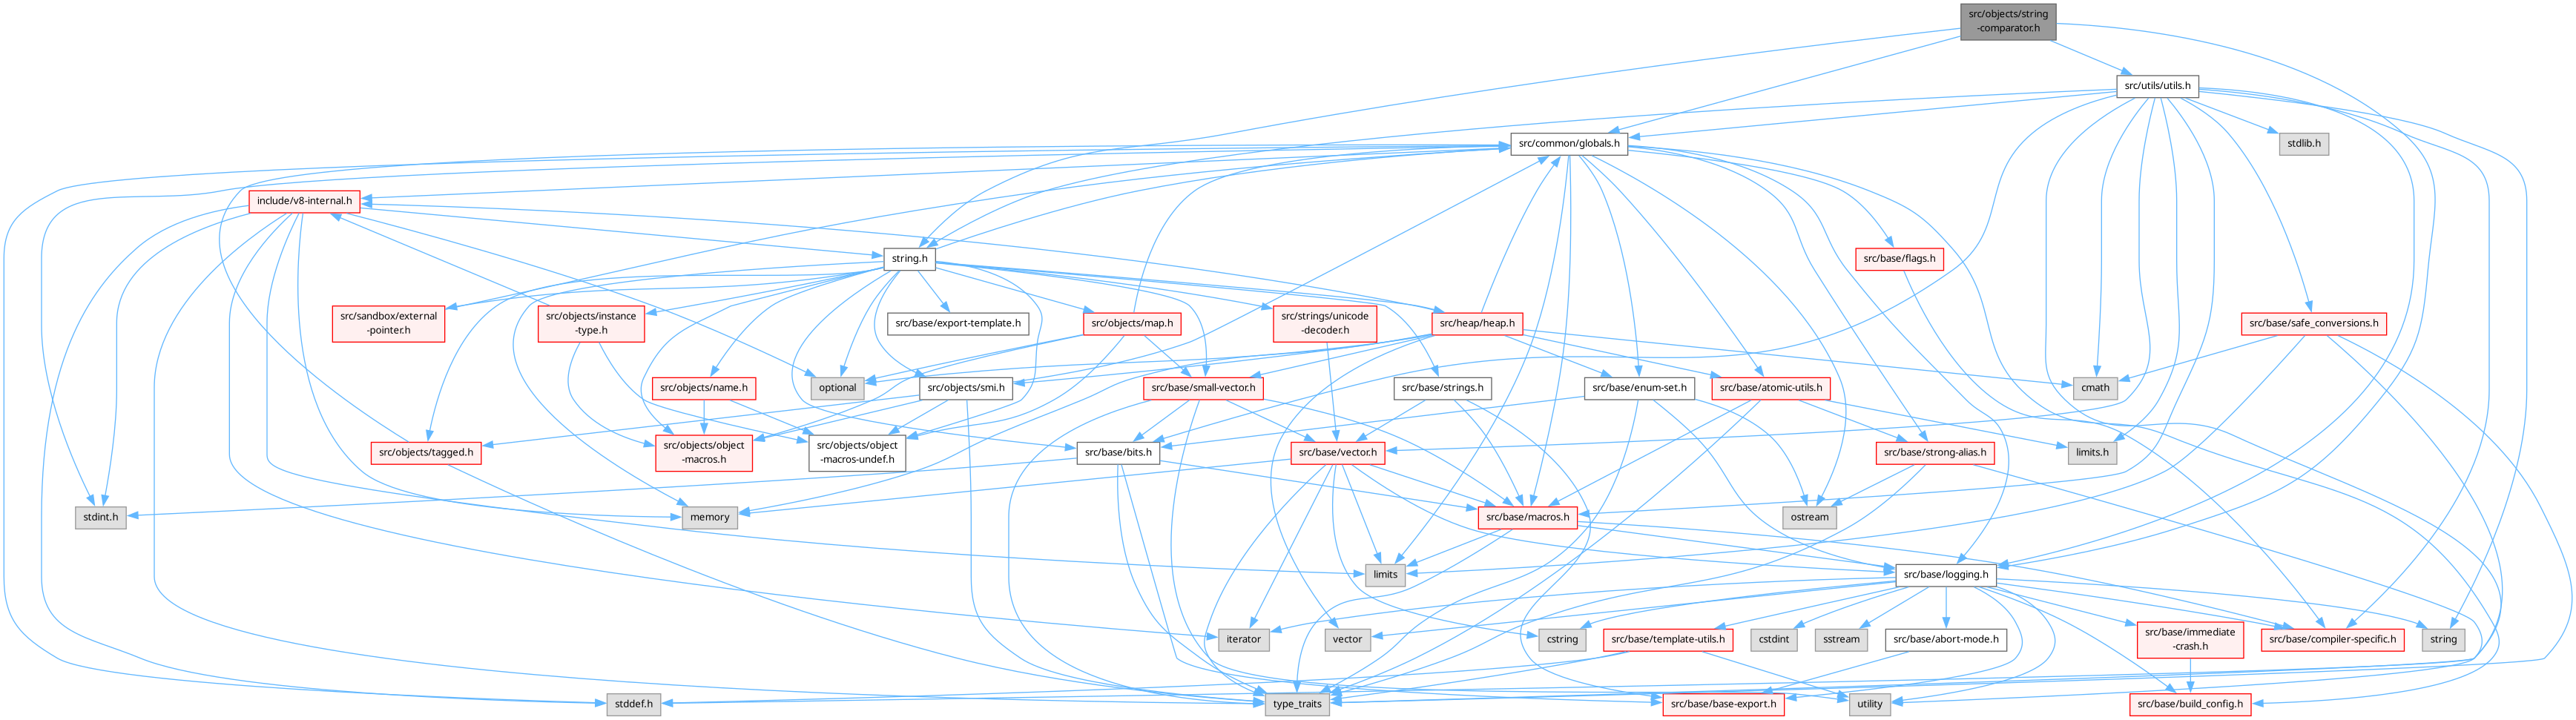 src/objects/string
-comparator.h
src/utils/utils.h
src/common/globals.h
stdlib.h
include/v8-internal.h
string.h
src/base/flags.h
src/sandbox/external
-pointer.h
src/objects/instance
-type.h
src/base/export-template.h
src/objects/map.h
src/strings/unicode
-decoder.h
src/heap/heap.h
src/base/safe_conversions.h
src/objects/name.h
optional
src/objects/smi.h
src/base/small-vector.h
src/base/strings.h
src/base/enum-set.h
src/base/atomic-utils.h
cmath
src/objects/tagged.h
src/objects/object
-macros.h
src/objects/object
-macros-undef.h
src/base/bits.h
src/base/vector.h
src/base/strong-alias.h
limits.h
stdint.h
memory
src/base/macros.h
ostream
limits
src/base/logging.h
iterator
vector
cstring
src/base/template-utils.h
cstdint
sstream
src/base/abort-mode.h
src/base/immediate
-crash.h
src/base/compiler-specific.h
string
stddef.h
type_traits
src/base/base-export.h
utility
src/base/build_config.h